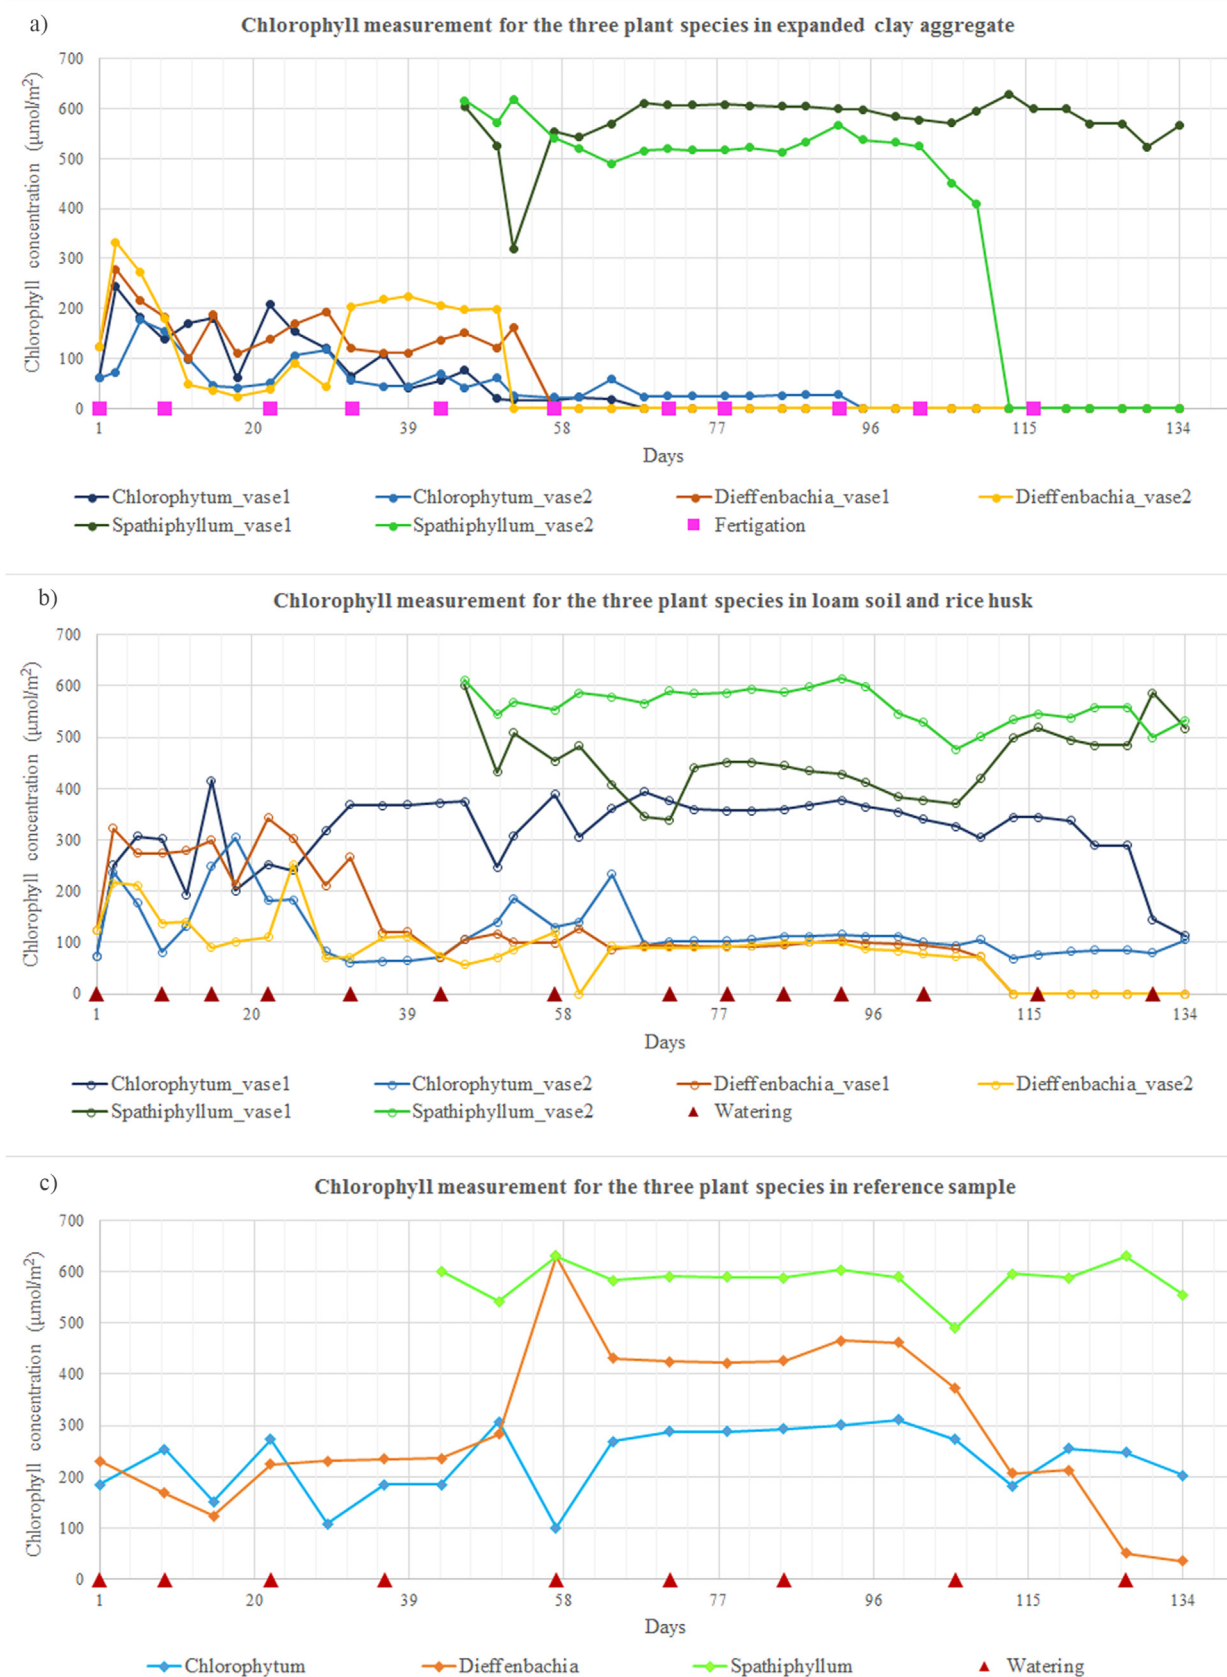 a)
Chlorophyll measurement for the three plant species in expanded clay aggregate
Chlorophyll concentration (μmol/m²)
700
600
500
400
300
200
100
0
1 20 39 58 77 96 115 134
Days
Chlorophytum_vase1 Chlorophytum_vase2 Dieffenbachia_vase1 Dieffenbachia_vase2
Spathiphyllum_vase1 Spathiphyllum_vase2 Fertigation
b)
Chlorophyll measurement for the three plant species in loam soil and rice husk
Chlorophyll concentration (μmol/m²)
700
600
500
400
300
200
100
0
1 20 39 58 77 96 115 134
Days
Chlorophytum_vase1 Chlorophytum_vase2 Dieffenbachia_vase1 Dieffenbachia_vase2
Spathiphyllum_vase1 Spathiphyllum_vase2 Watering
c)
Chlorophyll measurement for the three plant species in reference sample
Chlorophyll concentration (μmol/m²)
700
600
500
400
300
200
100
0
1 20 39 58 77 96 115 134
Days
Chlorophytum Dieffenbachia Spathiphyllum Watering